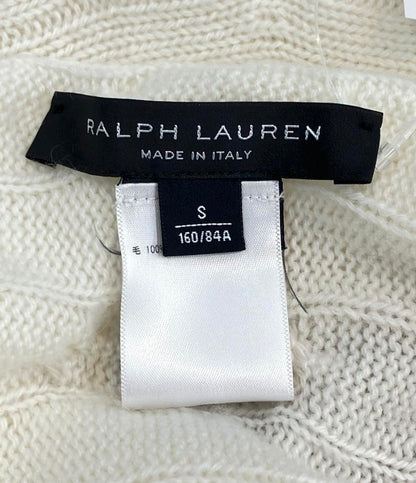 RALPH LAUREN
MADE IN ITALY
S
160/84A
毛 100%